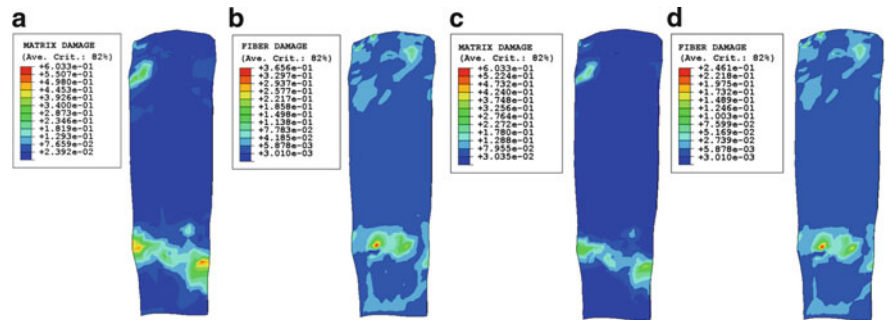 a
MATRIX DAMAGE
(Ave. Crit.: 82%)
+6.033e-01
+5.507e-01
+4.980e-01
+4.453e-01
+3.926e-01
+3.400e-01
+2.873e-01
+2.346e-01
+1.819e-01
+1.293e-01
+7.659e-02
+2.392e-02
b
FIBER DAMAGE
(Ave. Crit.: 82%)
+3.656e-01
+3.297e-01
+2.937e-01
+2.577e-01
+2.217e-01
+1.858e-01
+1.498e-01
+1.138e-01
+7.783e-02
+4.185e-02
+5.878e-03
+3.010e-03
c
MATRIX DAMAGE
(Ave. Crit.: 82%)
+6.033e-01
+5.224e-01
+4.732e-01
+4.240e-01
+3.748e-01
+3.256e-01
+2.764e-01
+2.272e-01
+1.780e-01
+1.288e-01
+7.955e-02
+3.035e-02
d
FIBER DAMAGE
(Ave. Crit.: 82%)
+2.461e-01
+2.218e-01
+1.975e-01
+1.732e-01
+1.489e-01
+1.246e-01
+1.003e-01
+7.599e-02
+5.169e-02
+2.739e-02
+5.878e-03
+3.010e-03